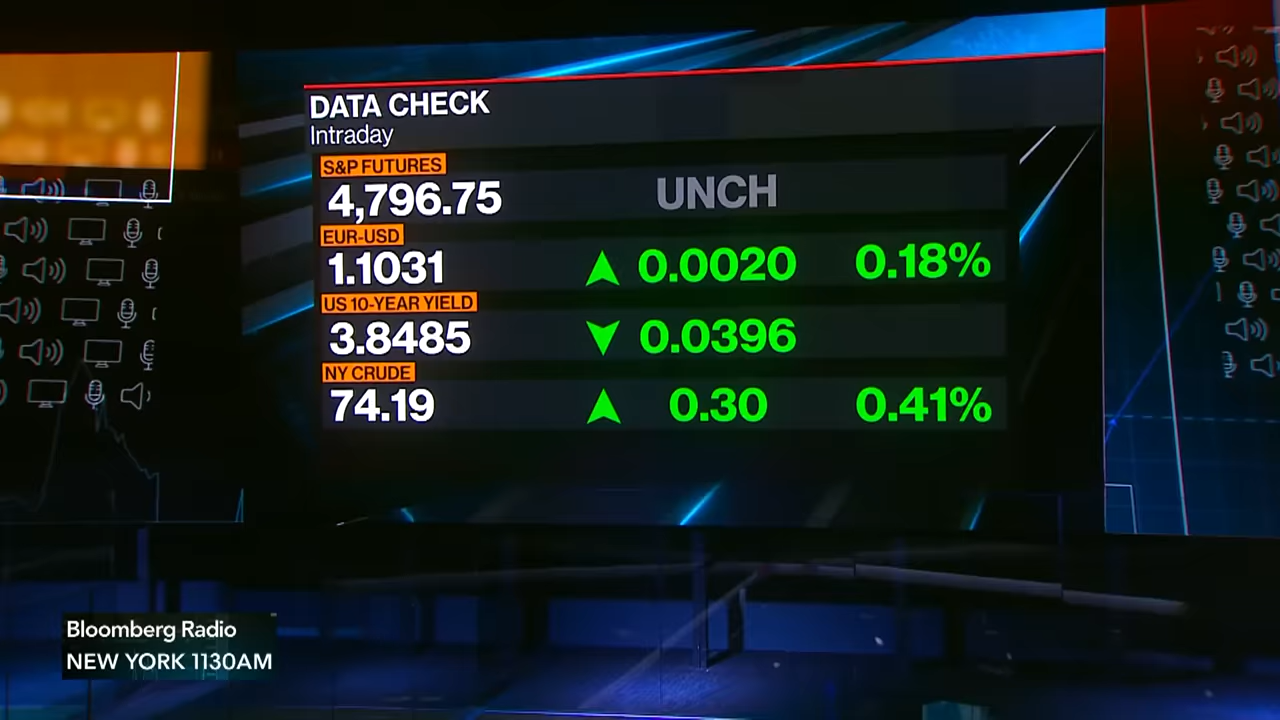 DATA CHECK
Intraday
S&P FUTURES
4,796.75 UNCH
EUR-USD
1.1031 ▲ 0.0020 0.18%
US 10-YEAR YIELD
3.8485 ▼ 0.0396
NY CRUDE
74.19 ▲ 0.30 0.41%
Bloomberg Radio
NEW YORK 1130AM